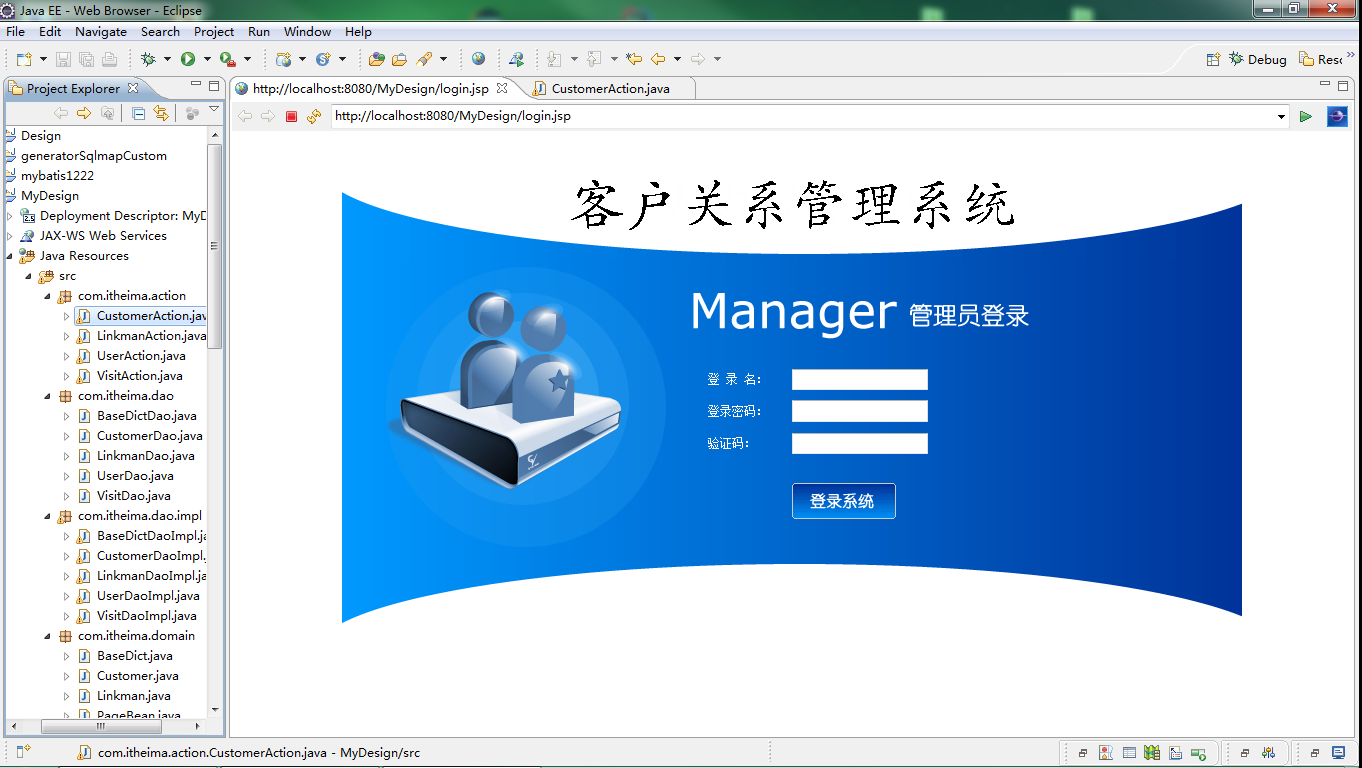 Java EE - Web Browser - Eclipse
File Edit Navigate Search Project Run Window Help
Debug Resc
Project Explorer
http://localhost:8080/MyDesign/login.jsp
CustomerAction.java
http://localhost:8080/MyDesign/login.jsp
Design
generatorSqlmapCustom
mybatis1222
MyDesign
Deployment Descriptor: MyD
JAX-WS Web Services
Java Resources
src
com.itheima.action
CustomerAction.jav
LinkmanAction.java
UserAction.java
VisitAction.java
com.itheima.dao
BaseDictDao.java
CustomerDao.java
LinkmanDao.java
UserDao.java
VisitDao.java
com.itheima.dao.impl
BaseDictDaoImpl.ja
CustomerDaoImpl.
LinkmanDaoImpl.ja
UserDaoImpl.java
VisitDaoImpl.java
com.itheima.domain
BaseDict.java
Customer.java
Linkman.java
PageBean.java
客户关系管理系统
Manager 管理员登录
登 录 名:
登录密码:
验证码:
登录系统
com.itheima.action.CustomerAction.java - MyDesign/src